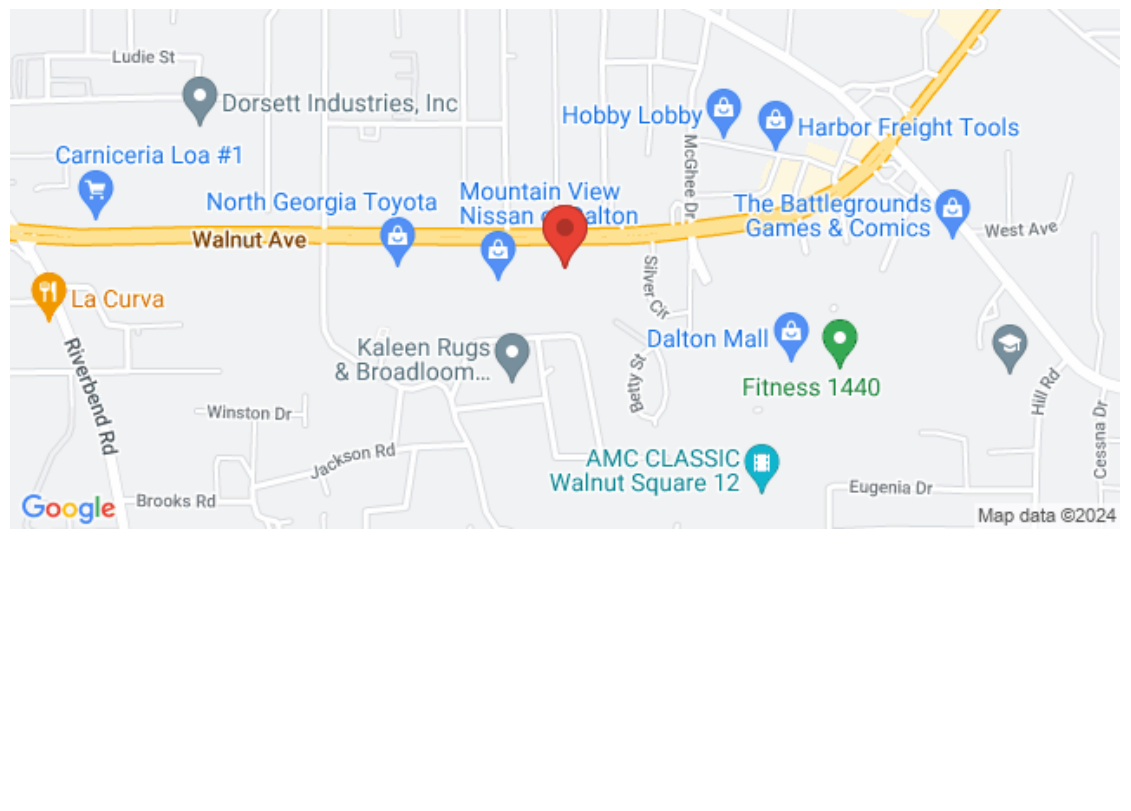 Ludie St
Dorsett Industries, Inc
Hobby Lobby
Harbor Freight Tools
Carniceria Loa #1
McGhee Dr
North Georgia Toyota
Mountain View
Nissan of Dalton
The Battlegrounds
Games & Comics
West Ave
Walnut Ave
La Curva
Silver Cir
Dalton Mall
Kaleen Rugs
& Broadloom...
Riverbend Rd
Betty St
Fitness 1440
Hill Rd
Cessna Dr
Winston Dr
Jackson Rd
AMC CLASSIC
Walnut Square 12
Eugenia Dr
Brooks Rd
Google
Map data ©2024